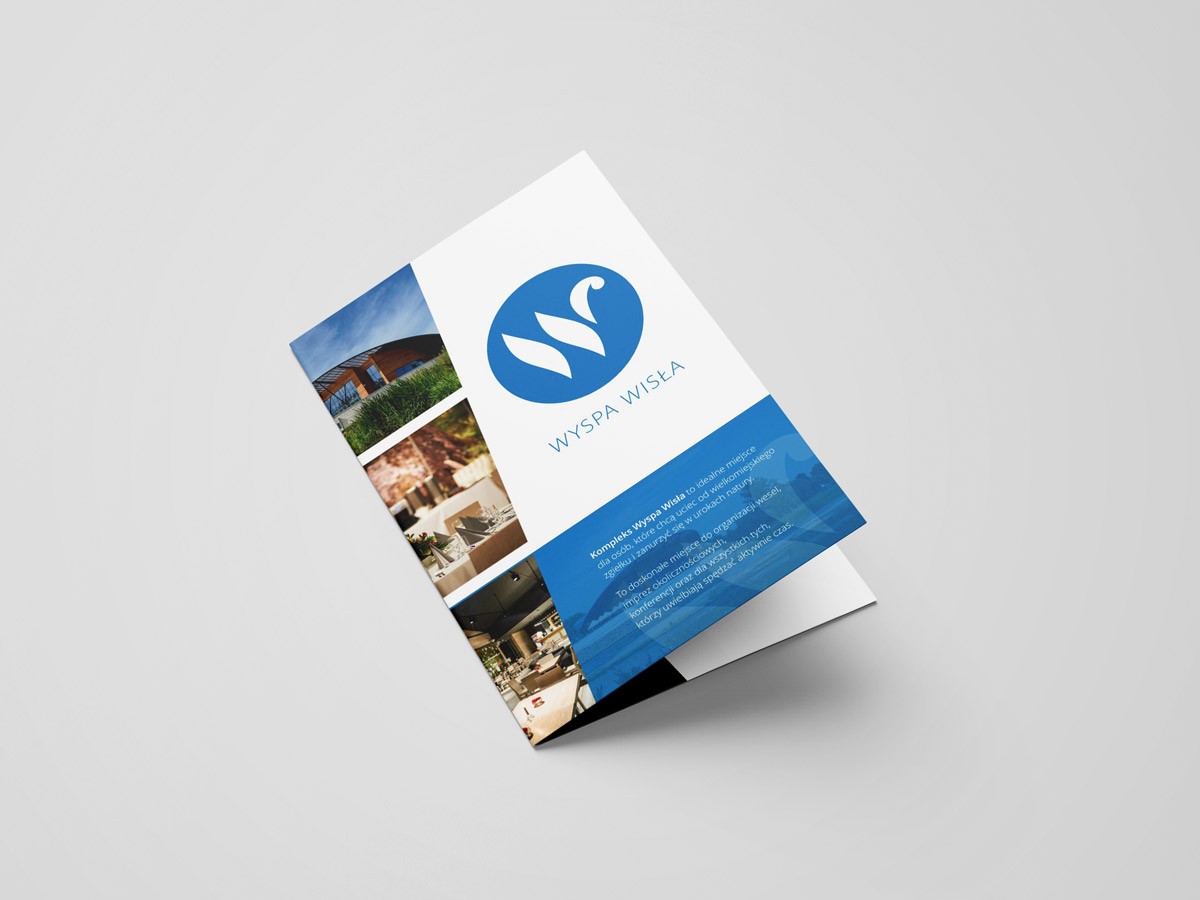 WYSPA WISŁA
Kompleks Wyspa Wisła to idealne miejsce
dla osób, które chcą uciec od wielkomiejskiego
zgiełku i zanurzyć się w urokach natury.
To doskonałe miejsce do organizacji wesel,
imprez okolicznościowych,
konferencji oraz dla wszystkich tych,
którzy uwielbiają spędzać aktywnie czas.